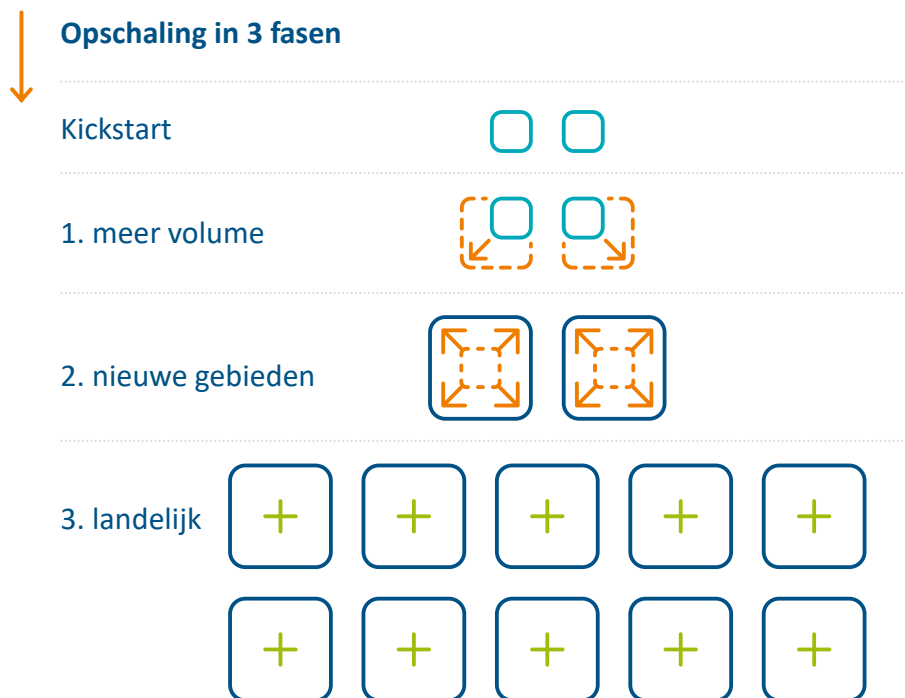 Opschaling in 3 fasen
Kickstart
1. meer volume
2. nieuwe gebieden
3. landelijk